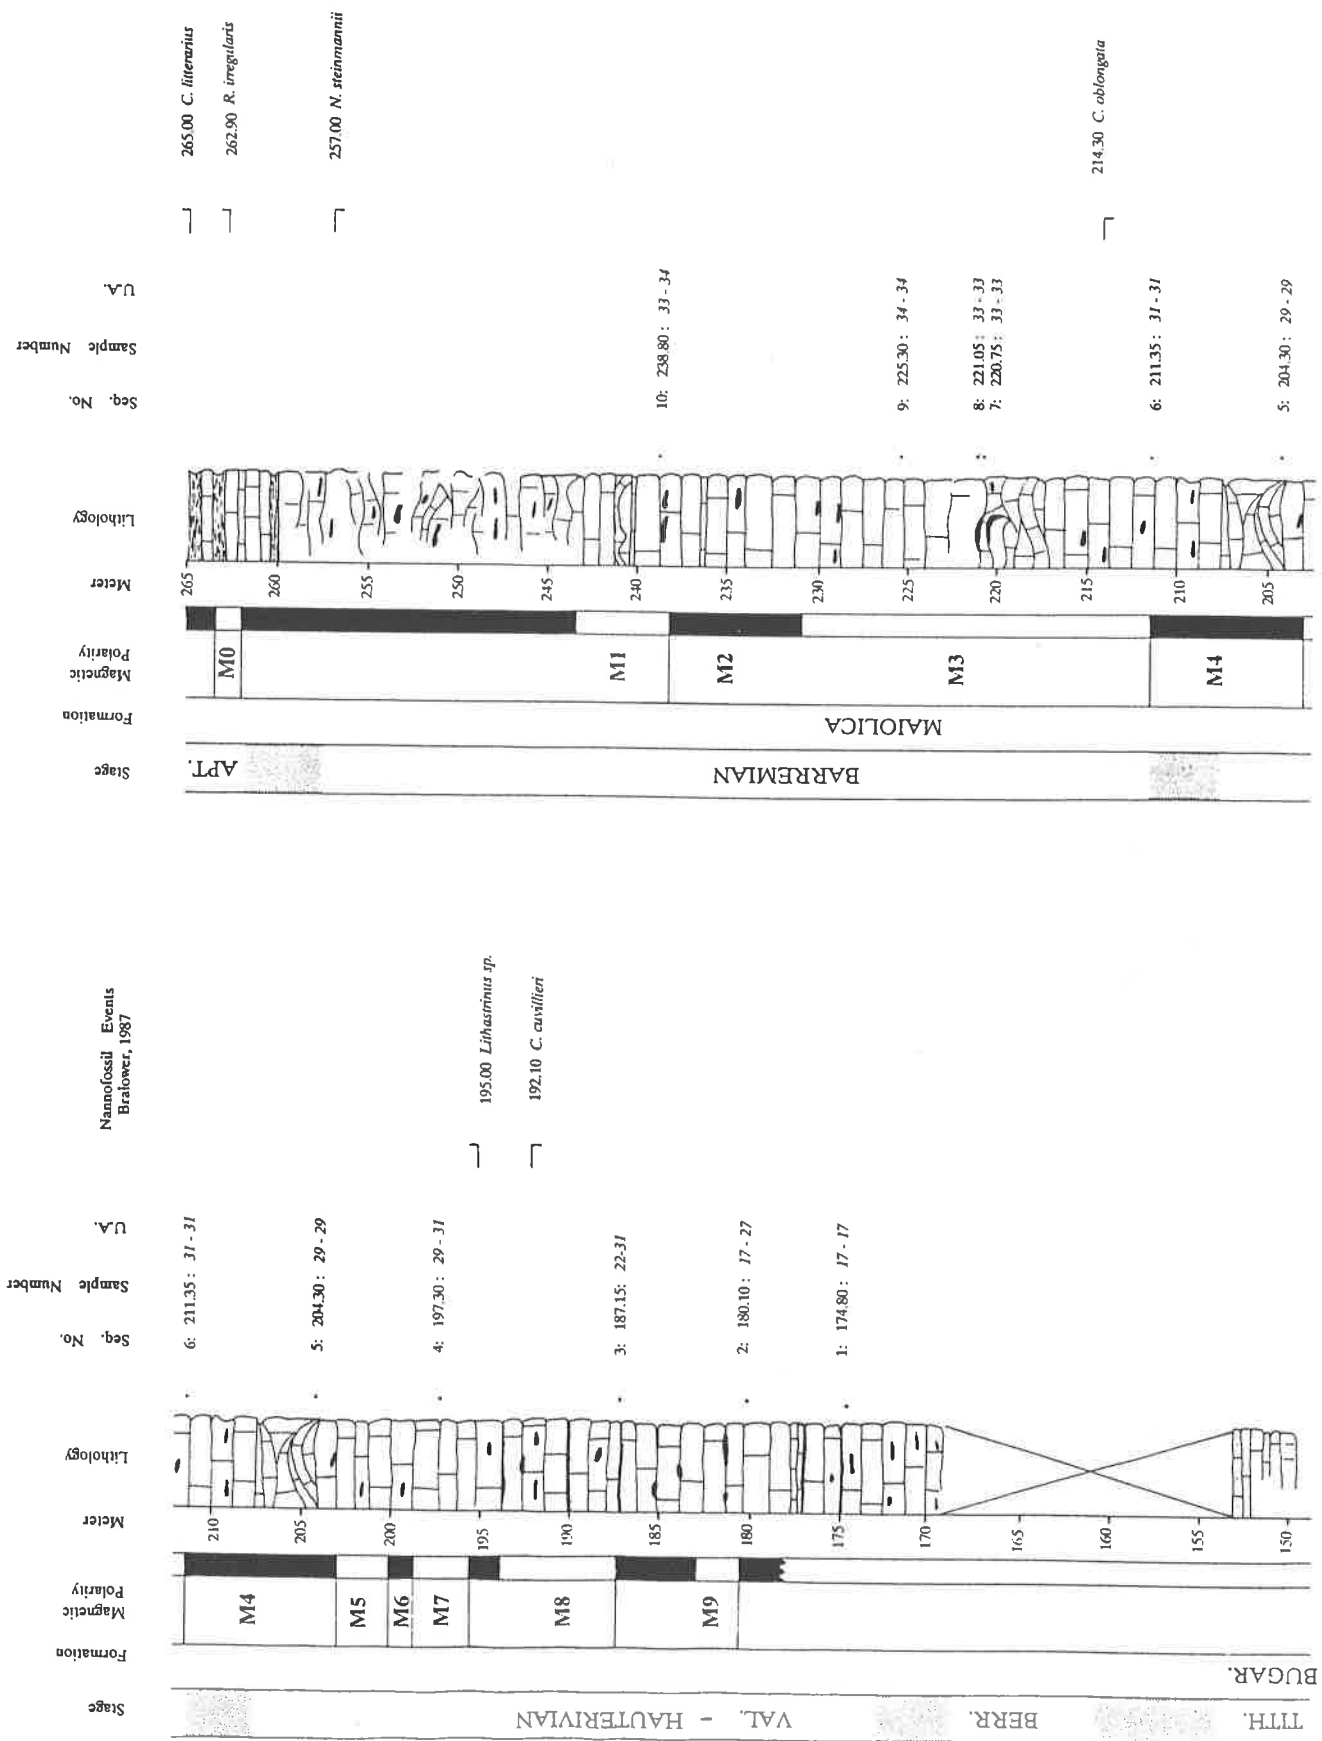 Stage
Formation
Magnetic
Polarity
Meter
Lithology
Seq. No.
Sample Number
U.A.
APT.
BARREMIAN
MAIOLICA
M0
M1
M2
M3
M4
265
260
255
250
245
240
235
230
225
220
215
210
205
10: 238.80 : 33 - 34
9: 225.30 : 34 - 34
8: 221.05 : 33 - 33
7: 220.75 : 33 - 33
6: 211.35 : 31 - 31
5: 204.30 : 29 - 29
265.00 C. litterarius
262.90 R. irregularis
257.00 N. steinmannii
214.30 C. oblongata
Nannofossil Events
Bralower, 1987
Stage
Formation
Magnetic
Polarity
Meter
Lithology
Seq. No.
Sample Number
U.A.
VAL. - HAUTERIVIAN
BERR.
TITH.
BUGAR.
M4
M5
M6
M7
M8
M9
210
205
200
195
190
185
180
175
170
165
160
155
150
6: 211.35 : 31 - 31
5: 204.30 : 29 - 29
4: 197.30 : 29 - 31
3: 187.15: 22-31
2: 180.10 : 17 - 27
1: 174.80 : 17 - 17
195.00 Lithastrinus sp.
192.10 C. cuvillieri